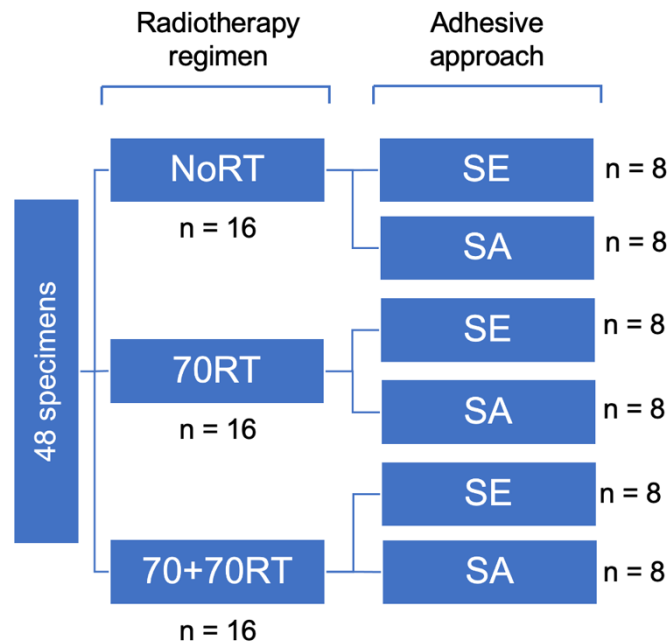 Radiotherapy
regimen
Adhesive
approach
48 specimens
NoRT
n = 16
SE
n = 8
SA
n = 8
70RT
n = 16
SE
n = 8
SA
n = 8
70+70RT
n = 16
SE
n = 8
SA
n = 8